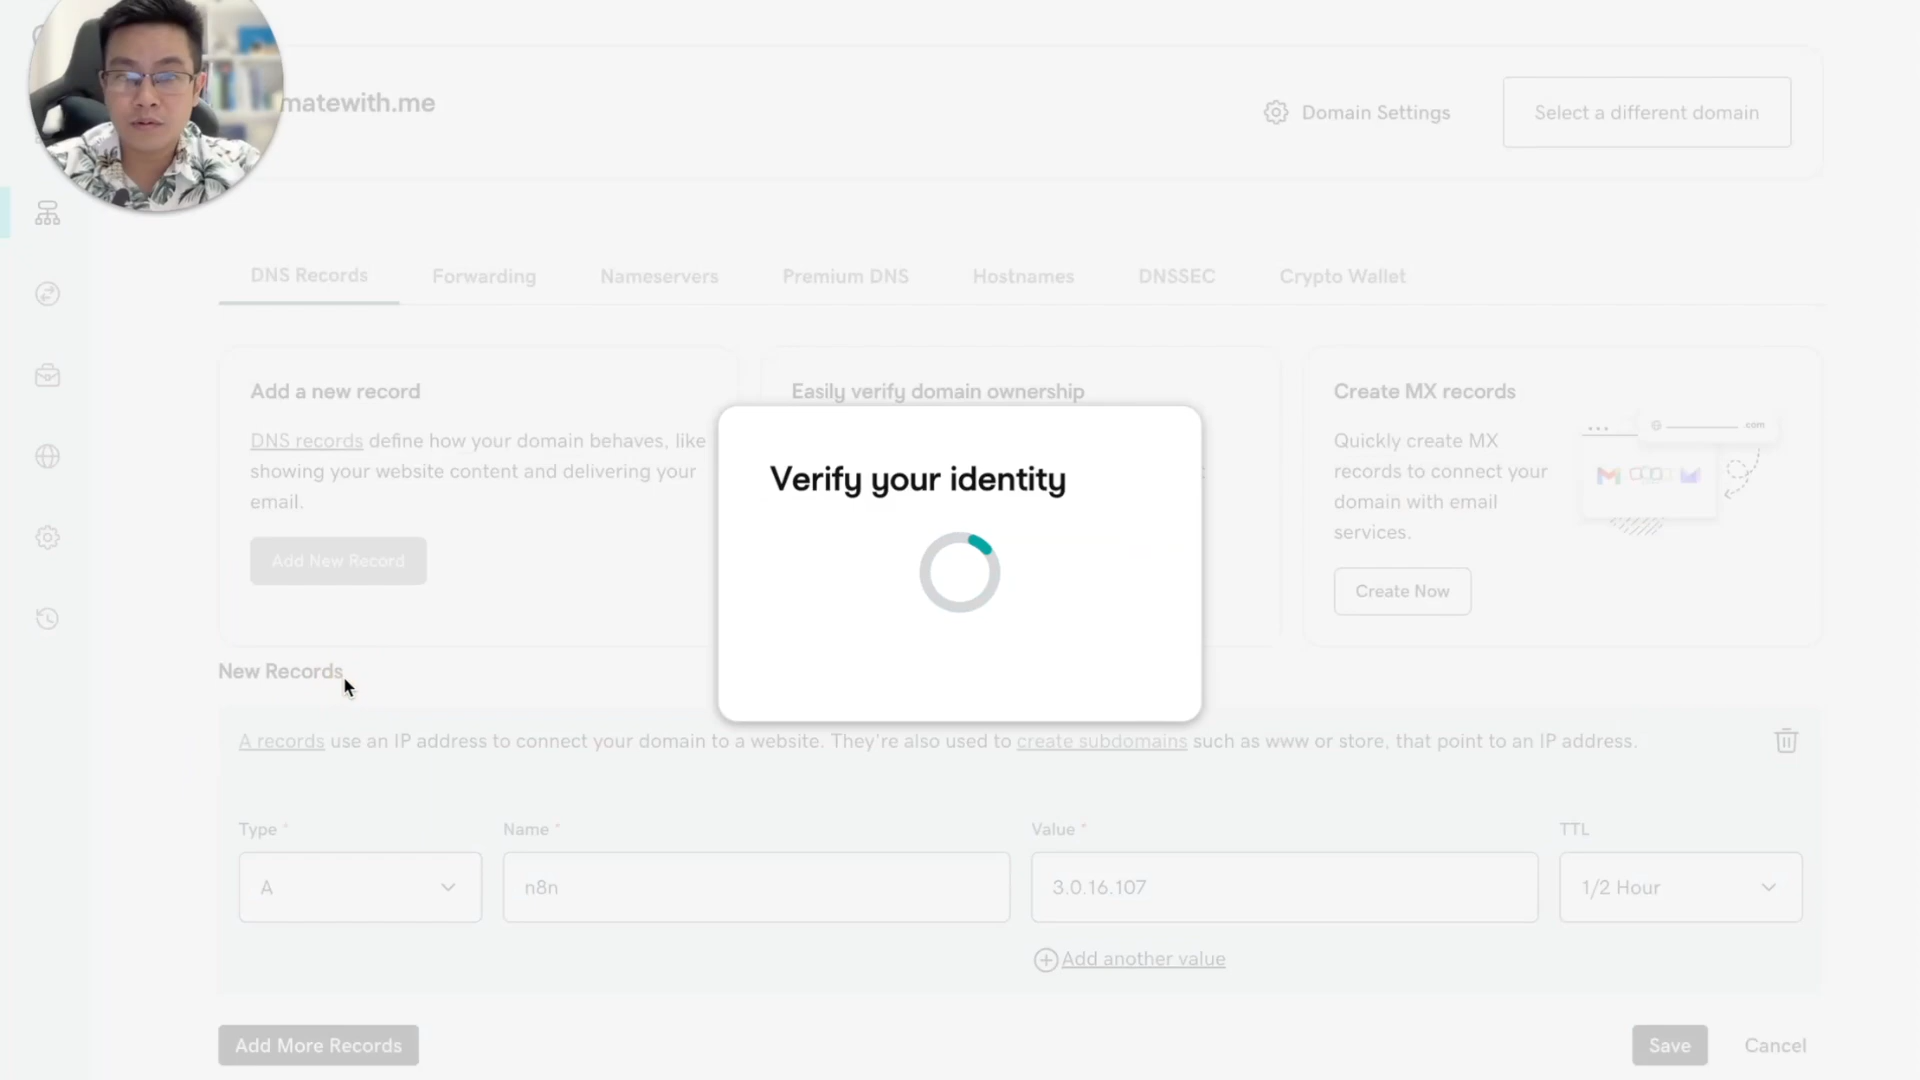 matewith.me
Domain Settings
Select a different domain
DNS Records
Forwarding
Nameservers
Premium DNS
Hostnames
DNSSEC
Crypto Wallet
Add a new record
DNS records define how your domain behaves, like
showing your website content and delivering your
email.
Add New Record
Easily verify domain ownership
Create MX records
Quickly create MX
records to connect your
domain with email
services.
.com
Create Now
Verify your identity
New Records
A records use an IP address to connect your domain to a website. They're also used to create subdomains such as www or store, that point to an IP address.
Type *
Name *
Value *
TTL
A
n8n
3.0.16.107
1/2 Hour
Add another value
Add More Records
Save
Cancel